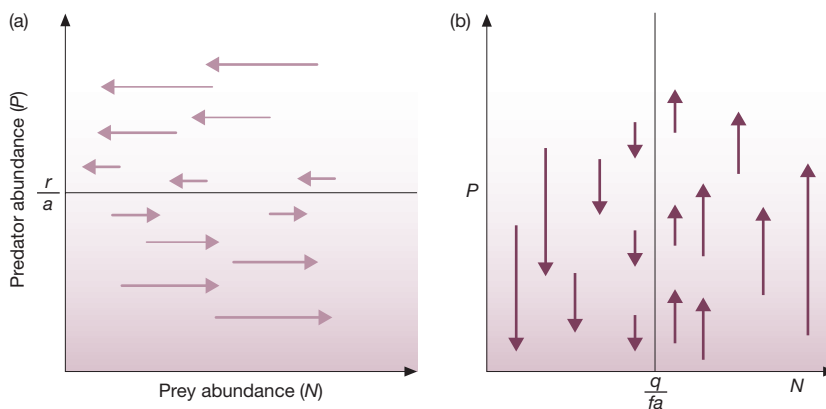 (a)
Predator abundance (P)
r
a
Prey abundance (N)
(b)
P
q
fa
N